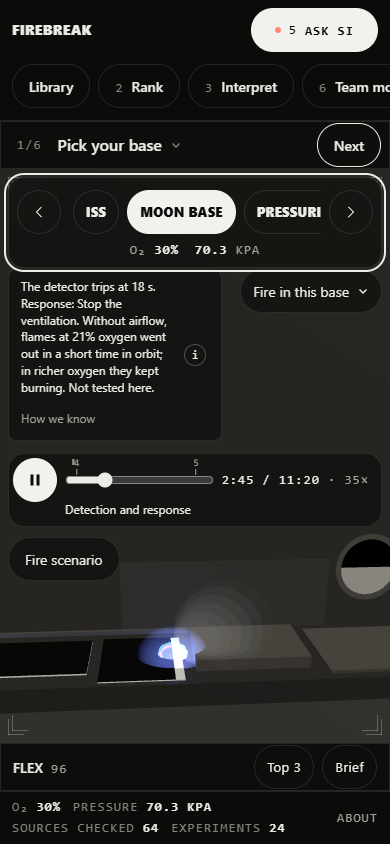 FIREBREAK
5 ASK SI
Library
2 Rank
3 Interpret
6 Team mo
1/6 Pick your base
Next
ISS
MOON BASE
PRESSURI
O₂ 30% 70.3 KPA
The detector trips at 18 s.
Response: Stop the
ventilation. Without airflow,
flames at 21% oxygen went
out in a short time in orbit;
in richer oxygen they kept
burning. Not tested here.
i
How we know
Fire in this base
4
5
2:45 / 11:20 · 35x
Detection and response
Fire scenario
FLEX 96
Top 3
Brief
O₂ 30% PRESSURE 70.3 KPA
SOURCES CHECKED 64 EXPERIMENTS 24
ABOUT